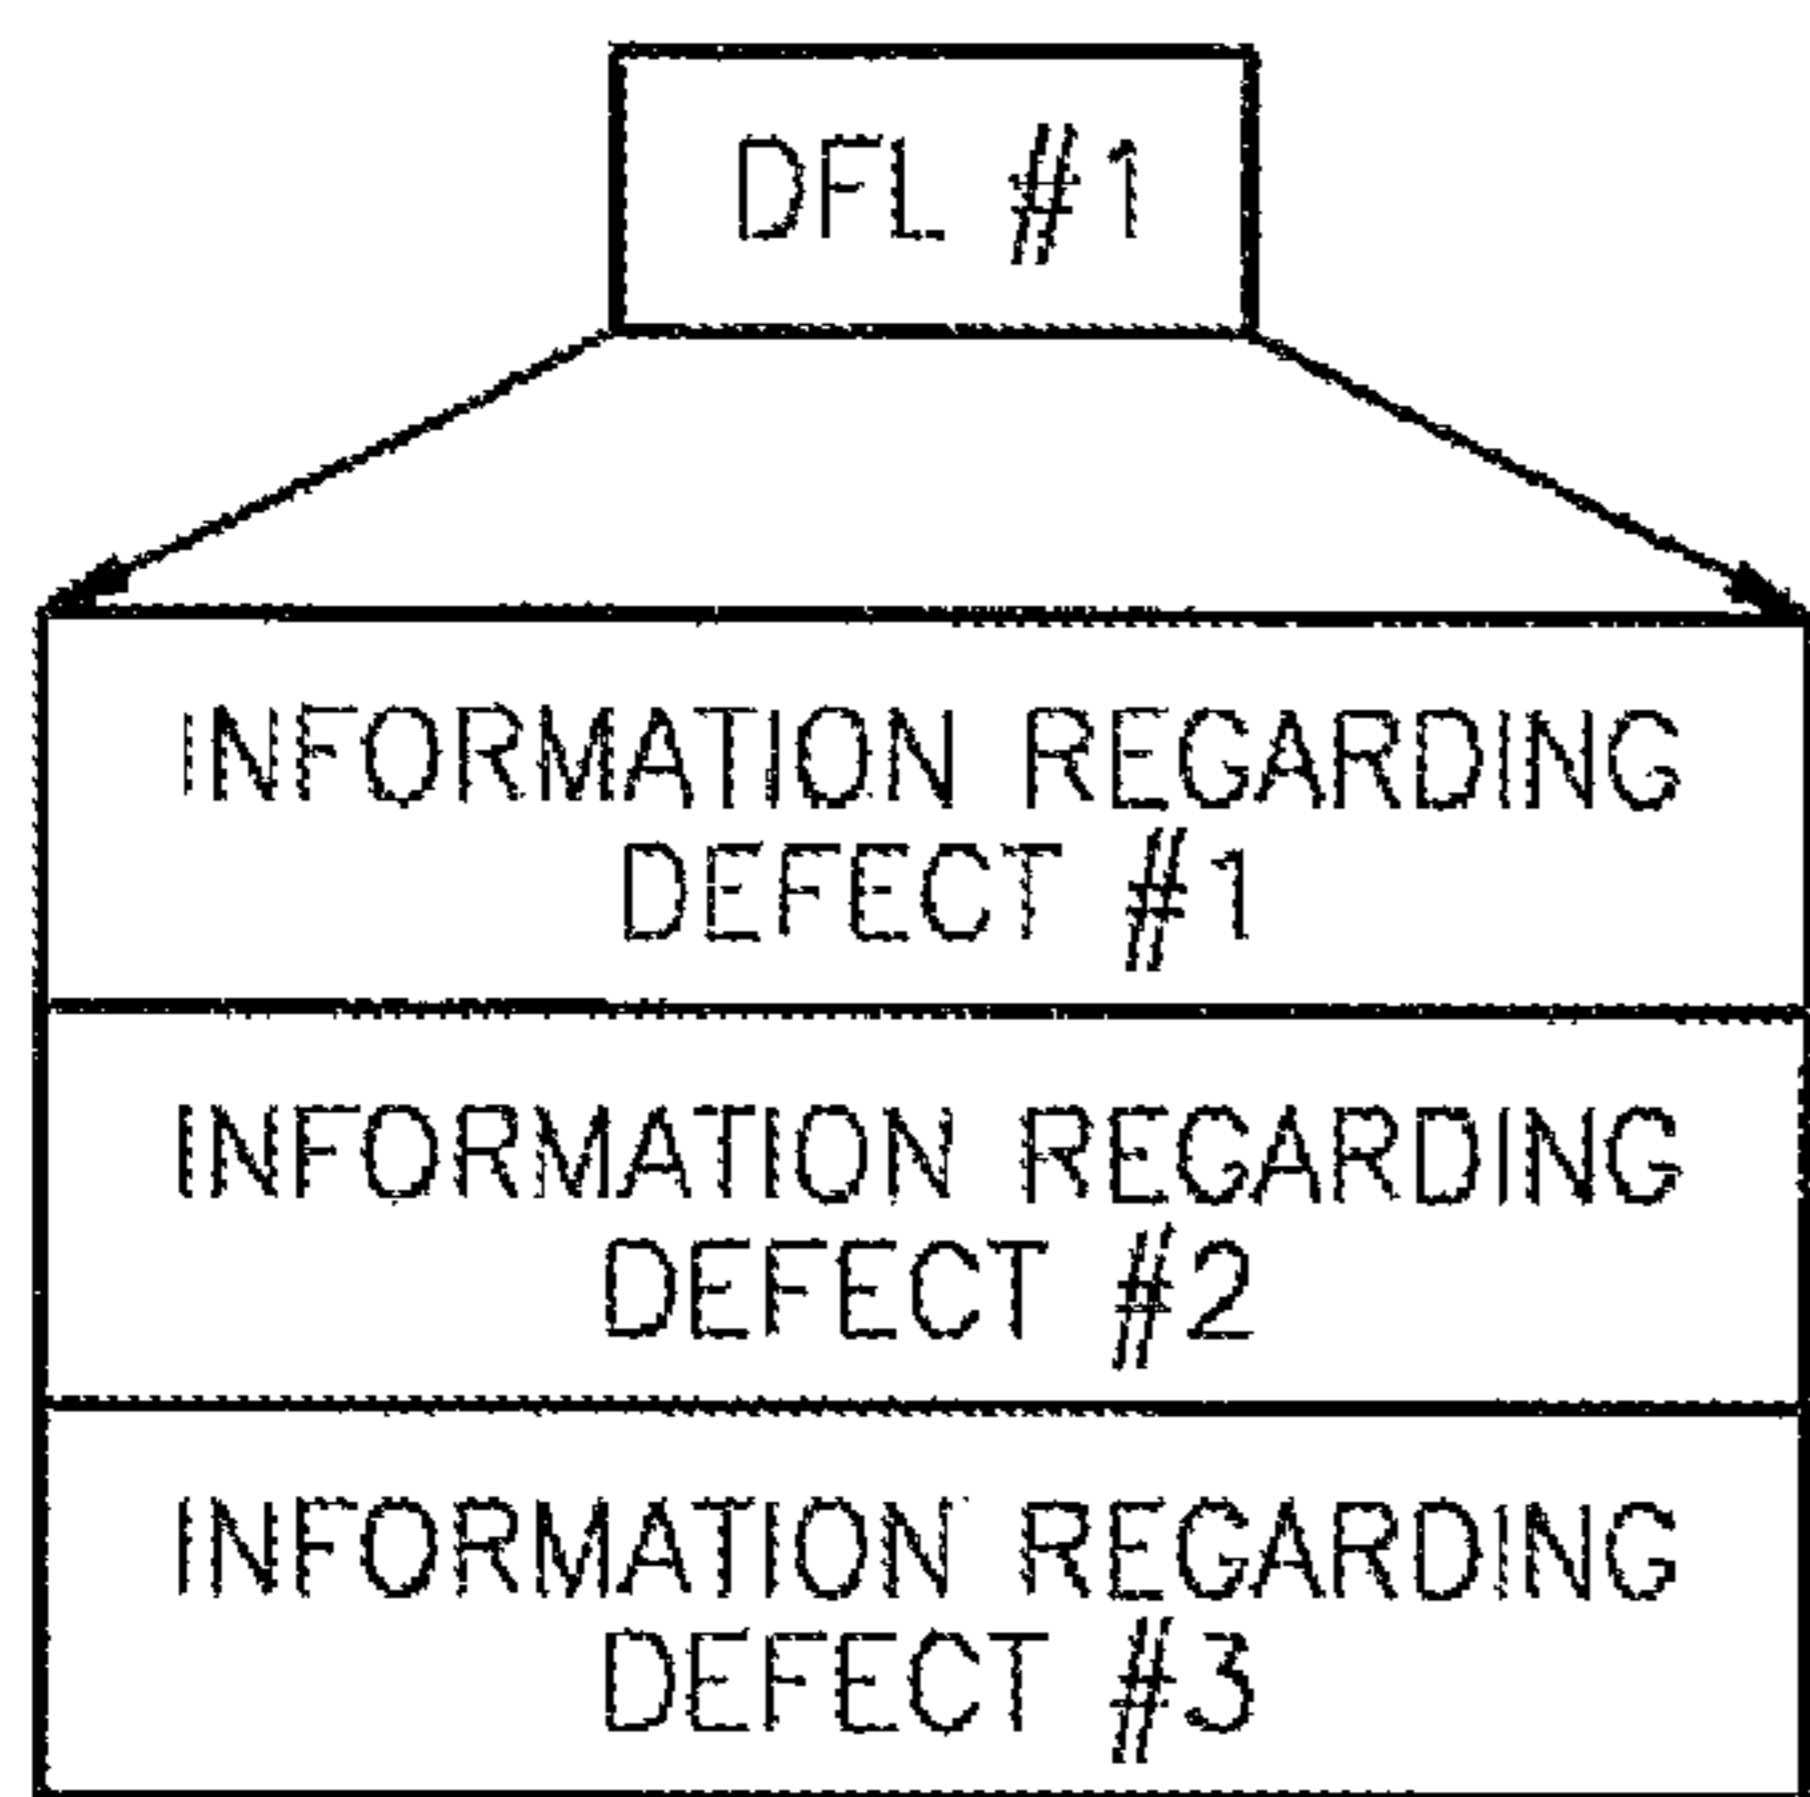 DFL #1
INFORMATION REGARDING
DEFECT #1
INFORMATION REGARDING
DEFECT #2
INFORMATION REGARDING
DEFECT #3